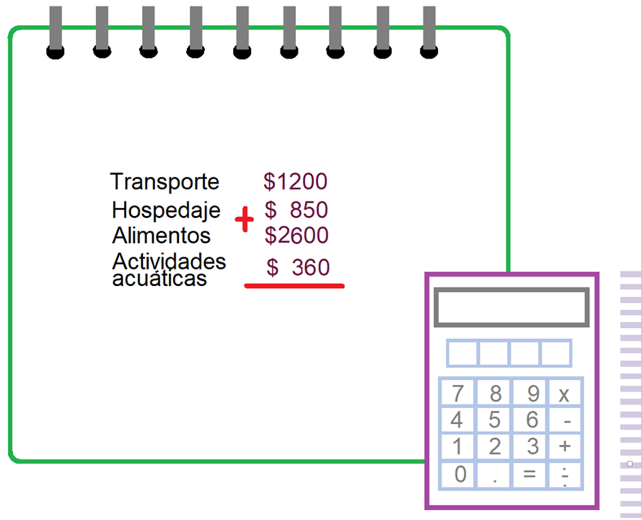 Transporte $1200
Hospedaje + $ 850
Alimentos $2600
Actividades
acuáticas $ 360
7 8 9 x
4 5 6 -
1 2 3 +
0 . = ÷